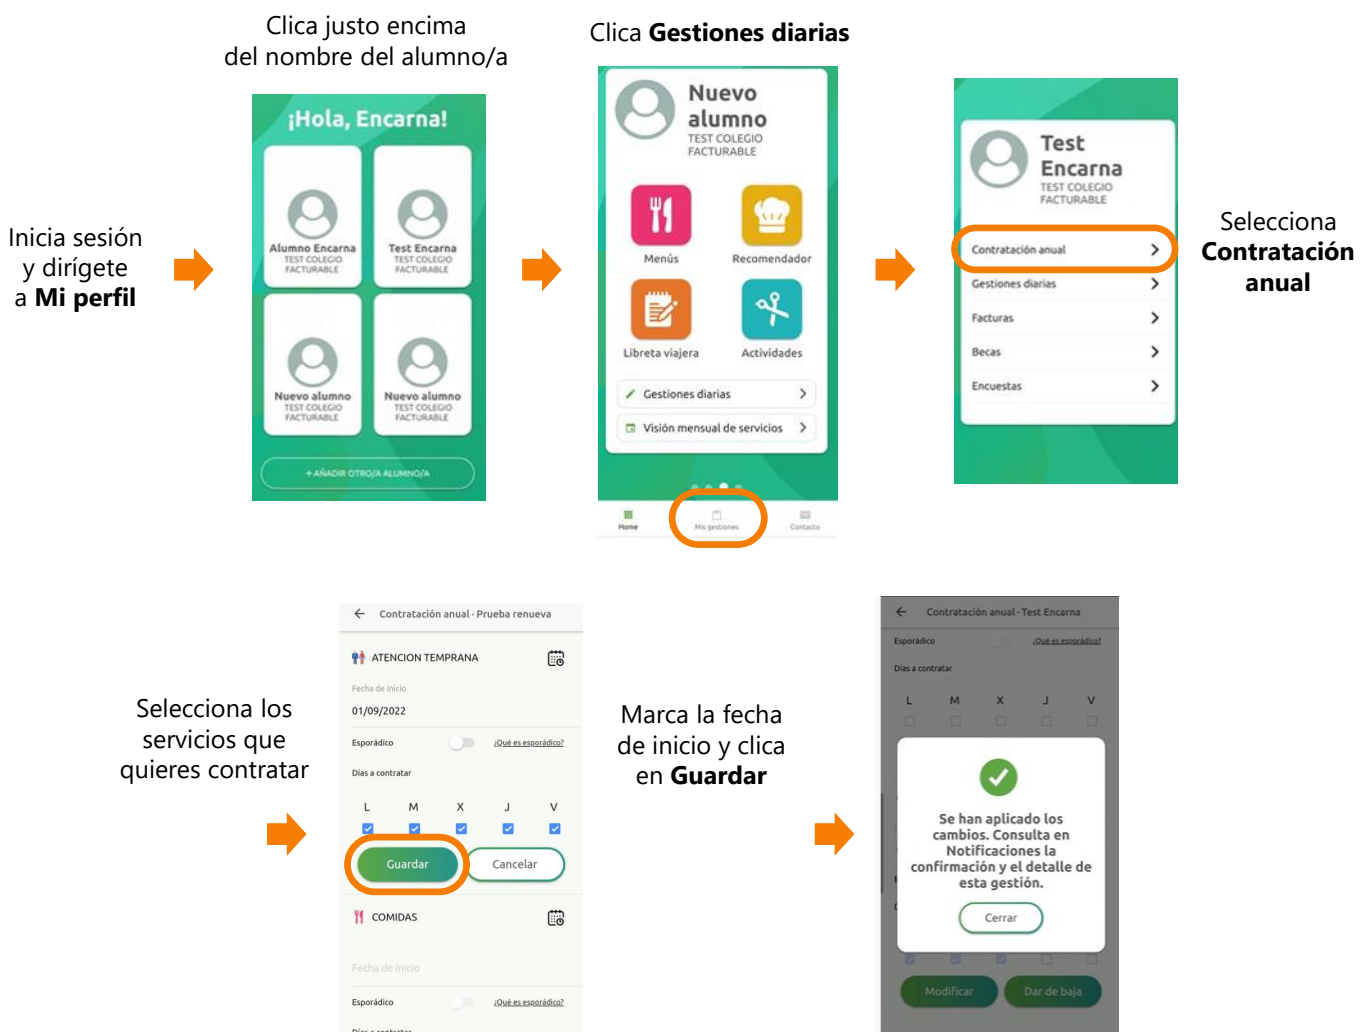 Clica justo encima
del nombre del alumno/a
Clica Gestiones diarias
Inicia sesión
y dirígete
a Mi perfil
¡Hola, Encarna!
Alumno Encarna
TEST COLEGIO
FACTURABLE
Test Encarna
TEST COLEGIO
FACTURABLE
Nuevo alumno
TEST COLEGIO
FACTURABLE
Nuevo alumno
TEST COLEGIO
FACTURABLE
+ AÑADIR OTRO/A ALUMNO/A
Nuevo
alumno
TEST COLEGIO
FACTURABLE
Menús
Recomendador
Libreta viajera
Actividades
Gestiones diarias
Visión mensual de servicios
Home
Mis gestiones
Contacto
Test
Encarna
TEST COLEGIO
FACTURABLE
Contratación anual
Gestiones diarias
Facturas
Becas
Encuestas
Selecciona
Contratación
anual
Selecciona los
servicios que
quieres contratar
Contratación anual - Prueba renueva
ATENCION TEMPRANA
Fecha de inicio
01/09/2022
Esporádico
¿Qué es esporádico?
Días a contratar
L M X J V
Guardar
Cancelar
COMIDAS
Fecha de inicio
Esporádico
¿Qué es esporádico?
Días a contratar
Marca la fecha
de inicio y clica
en Guardar
Contratación anual - Test Encarna
Esporádico
¿Qué es esporádico?
Días a contratar
L M X J V
Se han aplicado los
cambios. Consulta en
Notificaciones la
confirmación y el detalle de
esta gestión.
Cerrar
Modificar
Dar de baja